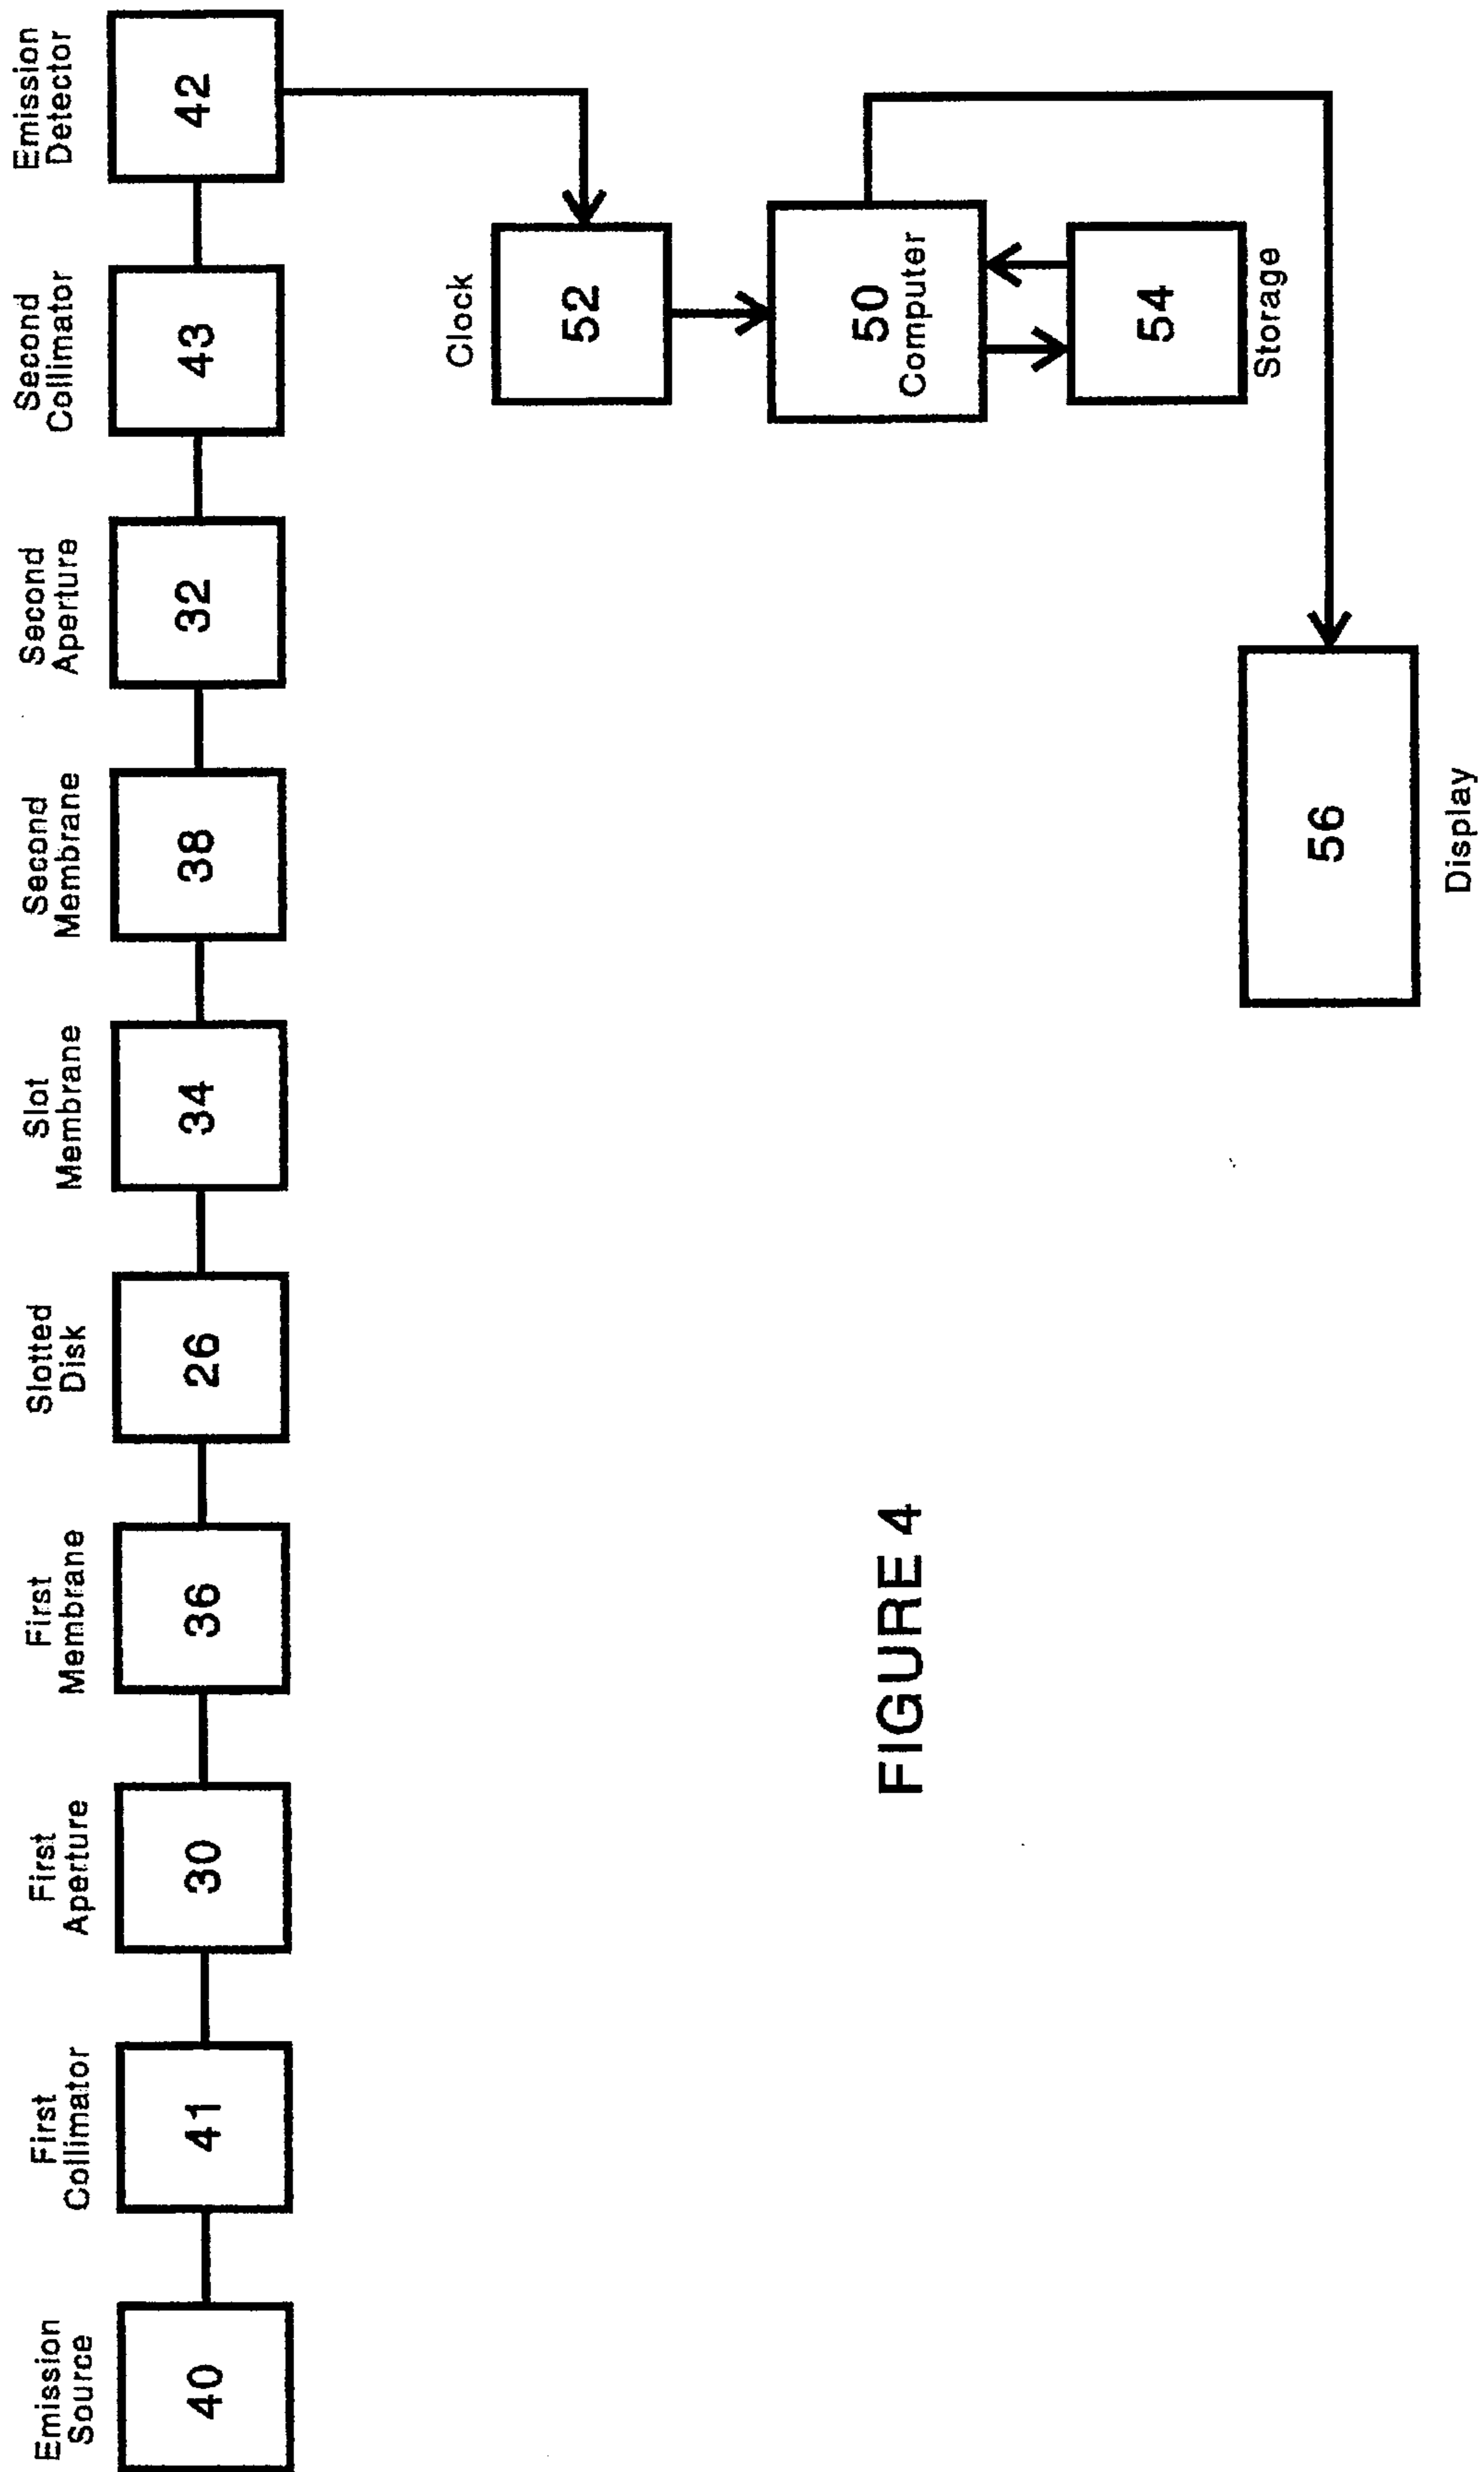 Emission
Source
40
First
Collimator
41
First
Aperture
30
First
Membrane
36
Slotted
Disk
26
Slot
Membrane
34
Second
Membrane
38
Second
Aperture
32
Second
Collimator
43
Emission
Detector
42
Clock
52
50
Computer
54
Storage
56
Display
FIGURE 4